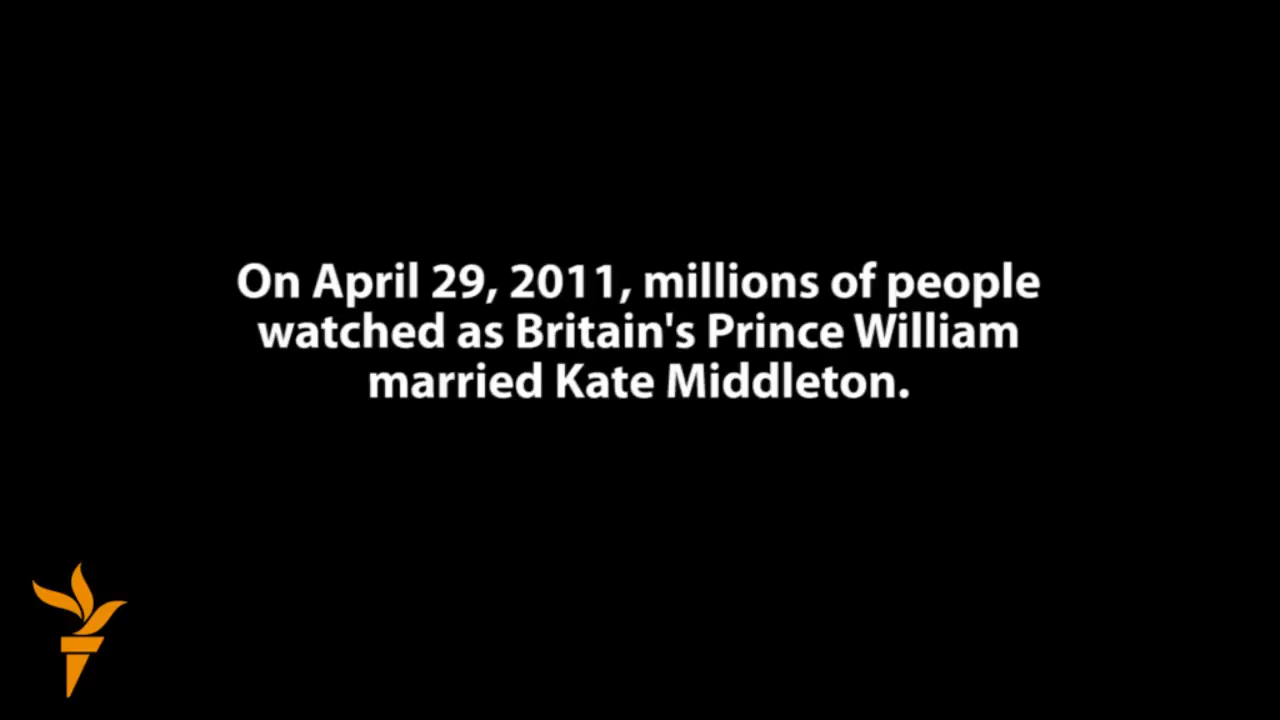 On April 29, 2011, millions of people
watched as Britain's Prince William
married Kate Middleton.